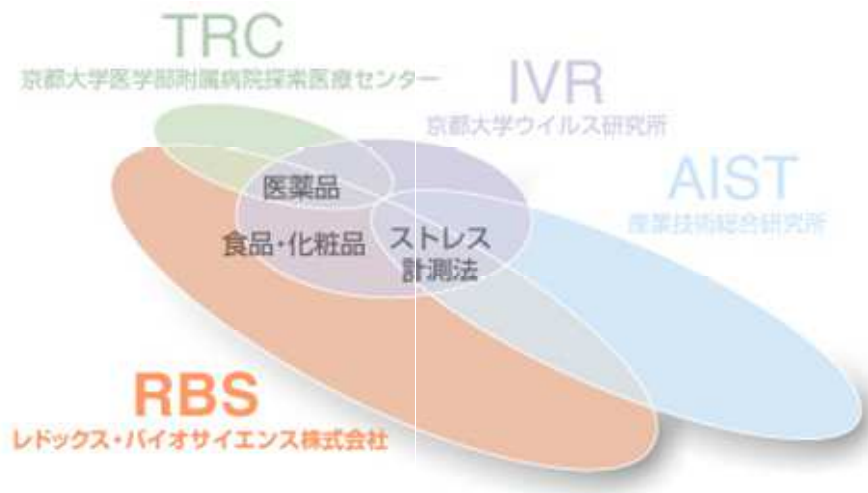 TRC
京都大学医学部附属病院探索医療センター
IVR
京都大学ウイルス研究所
AIST
産業技術総合研究所
医薬品
食品・化粧品
ストレス
計測法
RBS
レドックス・バイオサイエンス株式会社